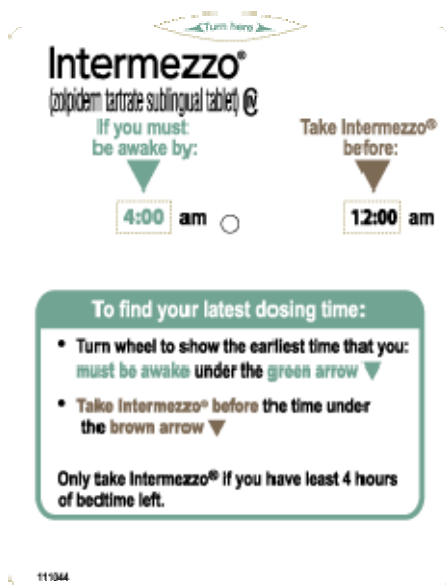 Turn here
Intermezzo®
(zolpidem tartrate sublingual tablet) CIV
If you must
be awake by:
Take Intermezzo®
before:
4:00 am
12:00 am
To find your latest dosing time:
• Turn wheel to show the earliest time that you:
must be awake under the green arrow
• Take Intermezzo® before the time under
the brown arrow
Only take Intermezzo® if you have least 4 hours
of bedtime left.
111044